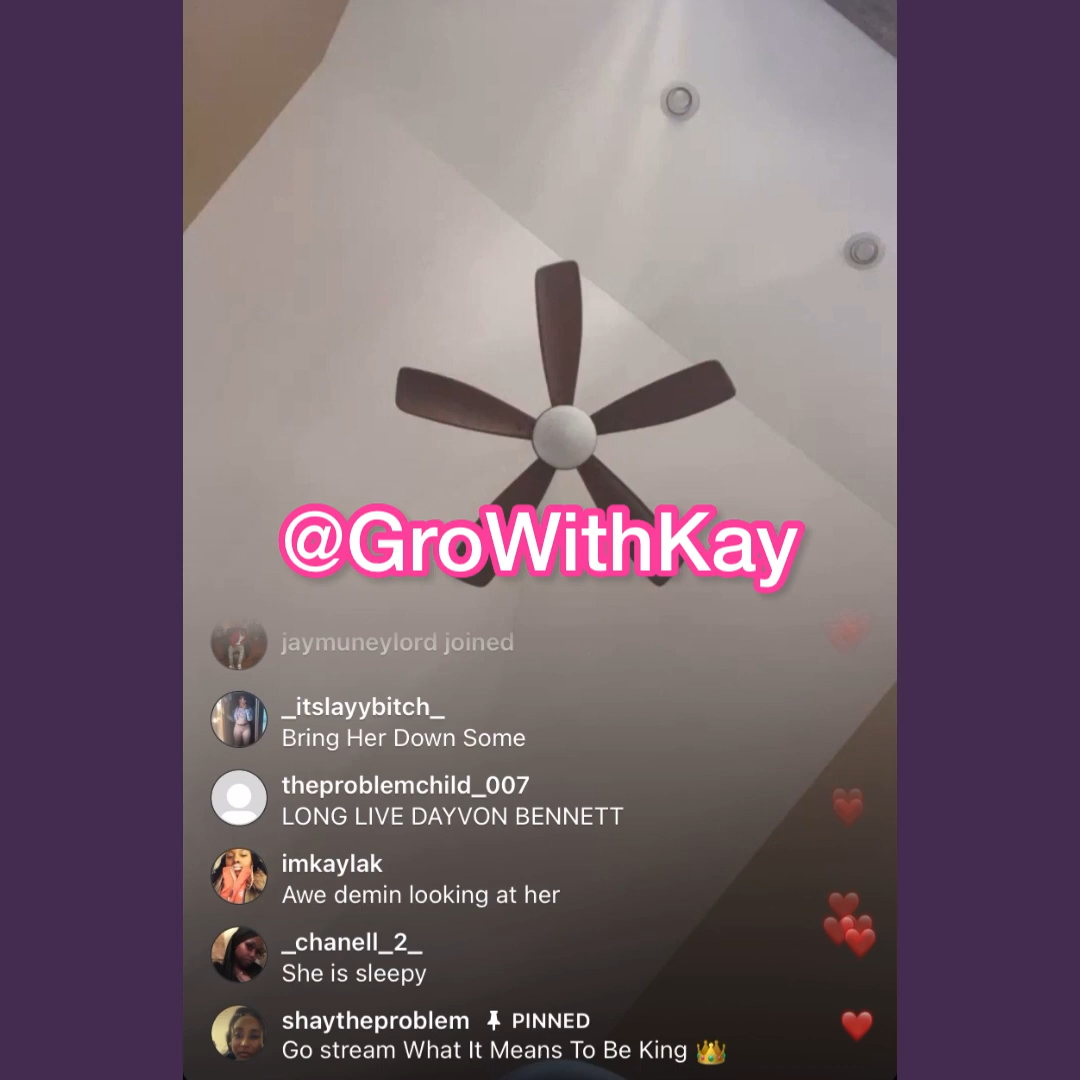 @GroWithKay
jaymuneylord joined
_itslayybitch_
Bring Her Down Some
theproblemchild_007
LONG LIVE DAYVON BENNETT
imkaylak
Awe demin looking at her
_chanell_2_
She is sleepy
shaytheproblem PINNED
Go stream What It Means To Be King 👑